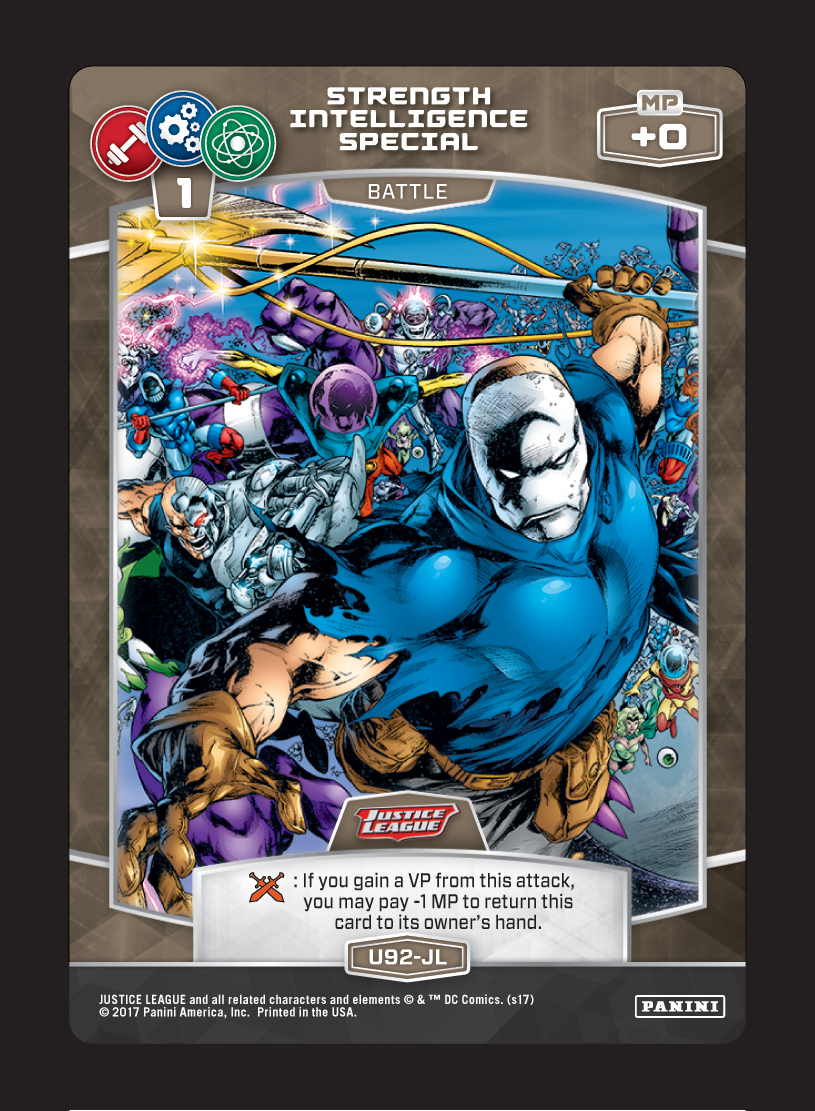 STRENGTH
INTELLIGENCE
SPECIAL
MP
+0
1
BATTLE
JUSTICE
LEAGUE
: If you gain a VP from this attack,
you may pay -1 MP to return this
card to its owner's hand.
U92-JL
JUSTICE LEAGUE and all related characters and elements © & ™ DC Comics. (s17)
© 2017 Panini America, Inc. Printed in the USA.
PANINI